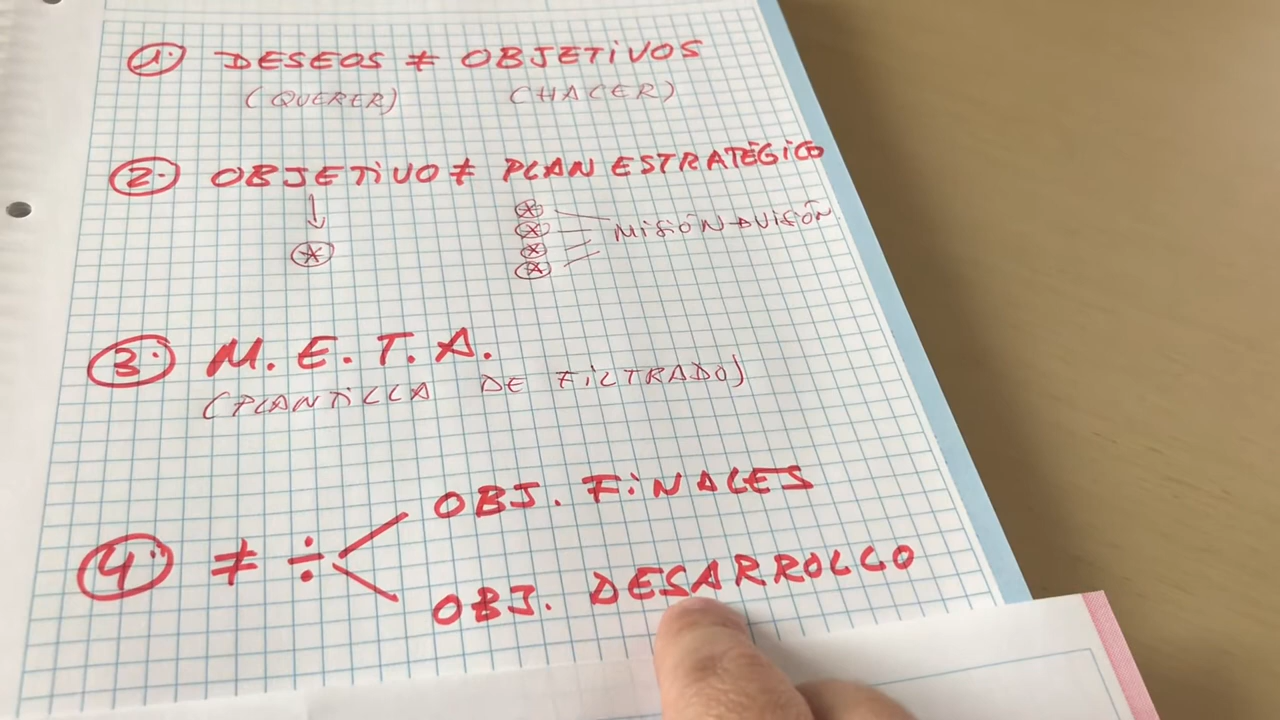 1. DESEOS ≠ OBJETIVOS
(QUERER) (HACER)
2. OBJETIVO ≠ PLAN ESTRATÉGICO
MISIÓN VISIÓN
3. M. E. T. A.
(PLANTILLA DE FILTRADO)
4. ≠ ÷ OBJ. FINALES
OBJ. DESARROLLO